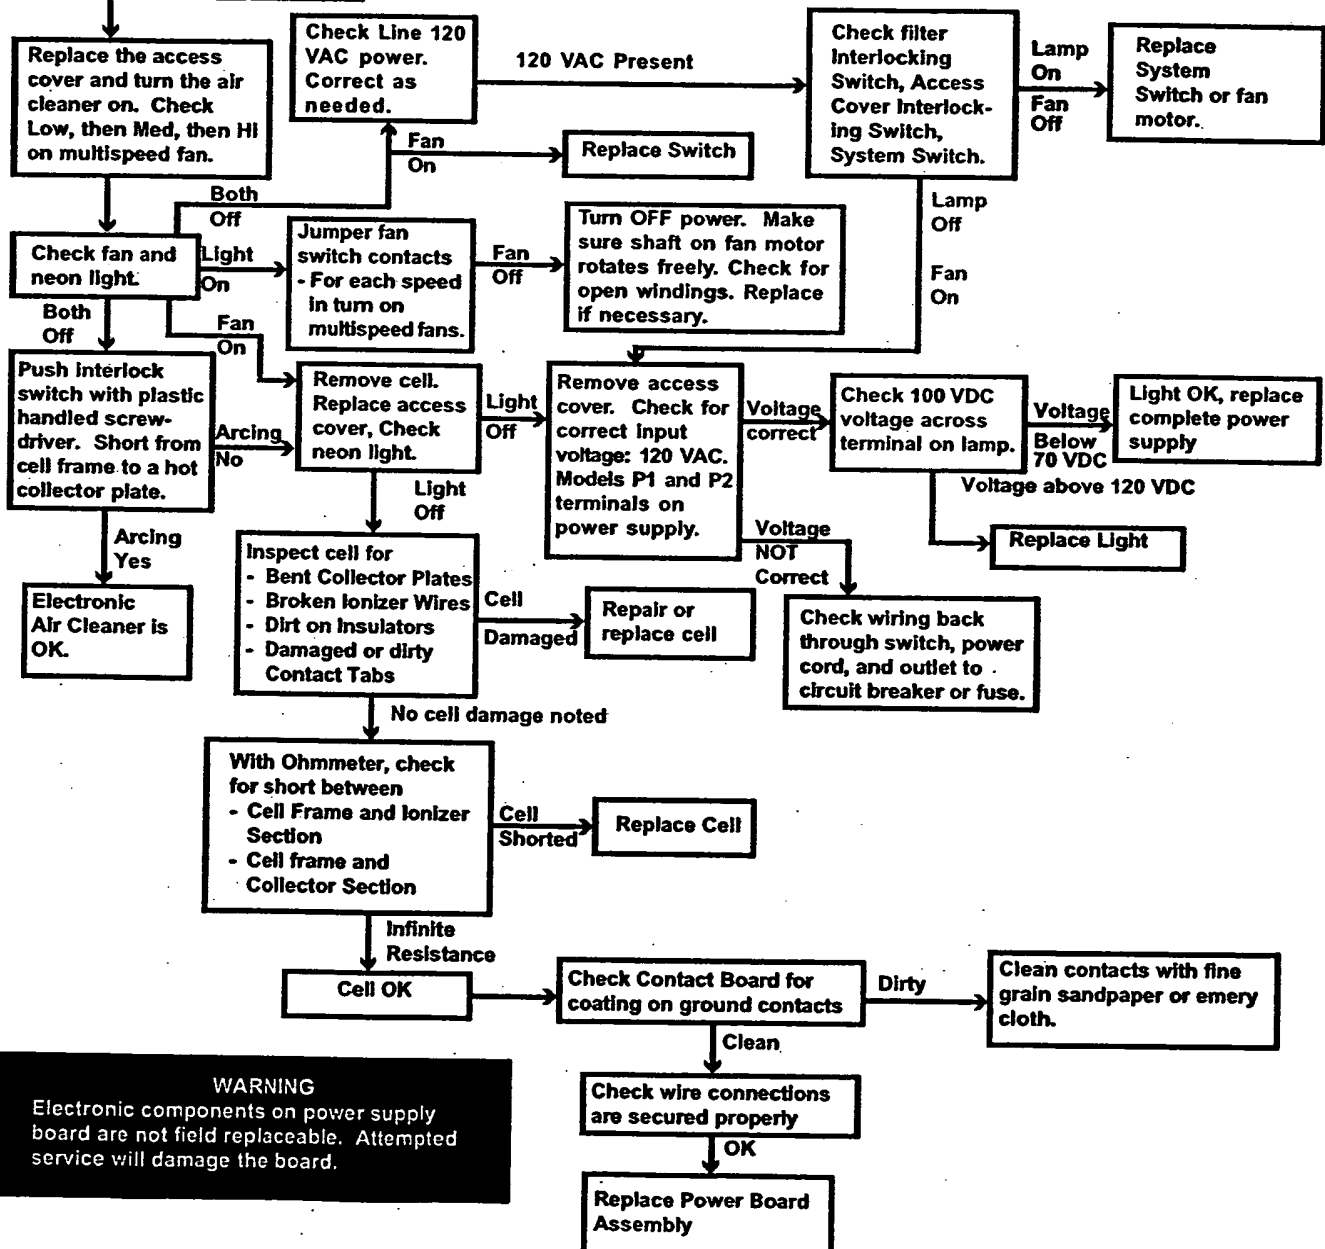 Replace the access
cover and turn the air
cleaner on. Check
Low, then Med, then HI
on multispeed fan.
Check Line 120
VAC power.
Correct as
needed.
120 VAC Present
Check filter
Interlocking
Switch, Access
Cover Interlock-
ing Switch,
System Switch.
Lamp
On
Fan
Off
Replace
System
Switch or fan
motor.
Fan
On
Replace Switch
Both
Off
Check fan and
neon light.
Light
On
Jumper fan
switch contacts
- For each speed
in turn on
multispeed fans.
Fan
Off
Turn OFF power. Make
sure shaft on fan motor
rotates freely. Check for
open windings. Replace
if necessary.
Lamp
Off
Fan
On
Both
Off
Fan
On
Push interlock
switch with plastic
handled screw-
driver. Short from
cell frame to a hot
collector plate.
Arcing
No
Remove cell.
Replace access
cover, Check
neon light.
Light
Off
Remove access
cover. Check for
correct input
voltage: 120 VAC.
Models P1 and P2
terminals on
power supply.
Voltage
correct
Check 100 VDC
voltage across
terminal on lamp.
Voltage
Below
70 VDC
Light OK, replace
complete power
supply
Voltage above 120 VDC
Replace Light
Light
Off
Voltage
NOT
Correct
Arcing
Yes
Electronic
Air Cleaner is
OK.
Inspect cell for
- Bent Collector Plates
- Broken Ionizer Wires
- Dirt on Insulators
- Damaged or dirty
Contact Tabs
Cell
Damaged
Repair or
replace cell
Check wiring back
through switch, power
cord, and outlet to
circuit breaker or fuse.
No cell damage noted
With Ohmmeter, check
for short between
- Cell Frame and Ionizer
Section
- Cell frame and
Collector Section
Cell
Shorted
Replace Cell
Infinite
Resistance
Cell OK
Check Contact Board for
coating on ground contacts
Dirty
Clean contacts with fine
grain sandpaper or emery
cloth.
Clean
Check wire connections
are secured properly
OK
Replace Power Board
Assembly
WARNING
Electronic components on power supply
board are not field replaceable. Attempted
service will damage the board.